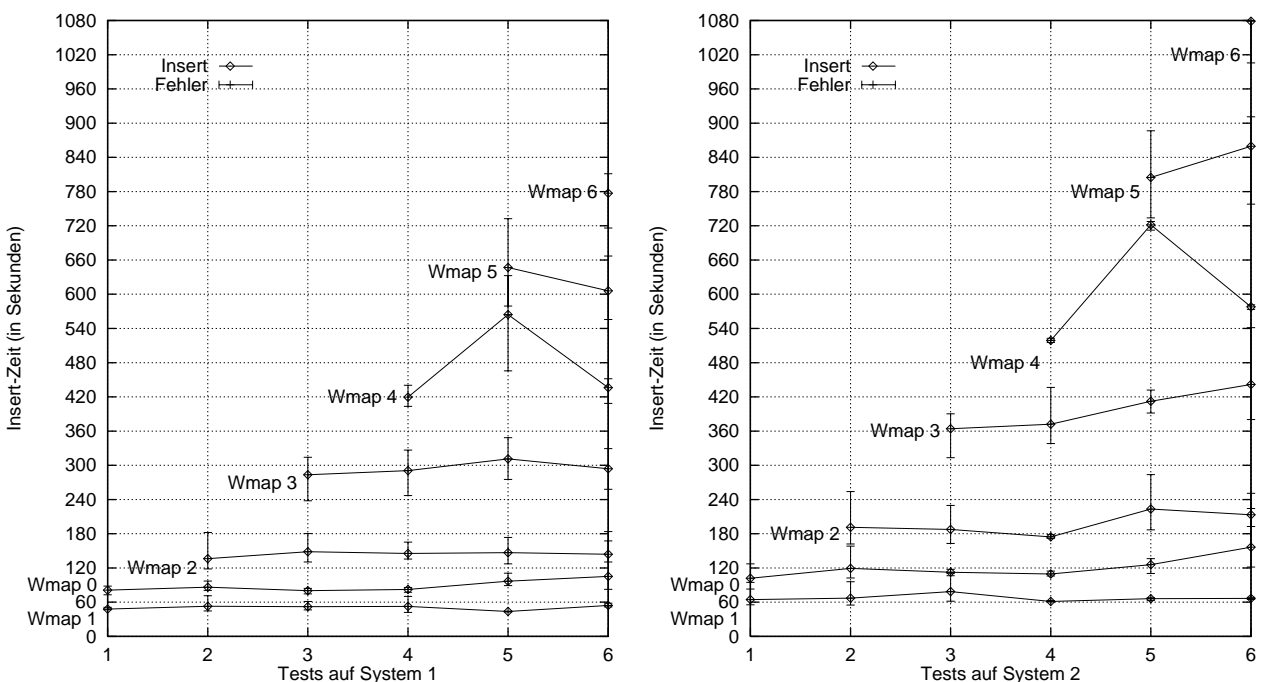 1080
1020
960
900
840
780
720
660
600
540
480
420
360
300
240
180
120
60
0
Insert-Zeit (in Sekunden)
Insert
Fehler
Wmap 6
Wmap 5
Wmap 4
Wmap 3
Wmap 2
Wmap 0
Wmap 1
1 2 3 4 5 6
Tests auf System 1
1080
1020
960
900
840
780
720
660
600
540
480
420
360
300
240
180
120
60
0
Insert-Zeit (in Sekunden)
Insert
Fehler
Wmap 6
Wmap 5
Wmap 4
Wmap 3
Wmap 2
Wmap 0
Wmap 1
1 2 3 4 5 6
Tests auf System 2